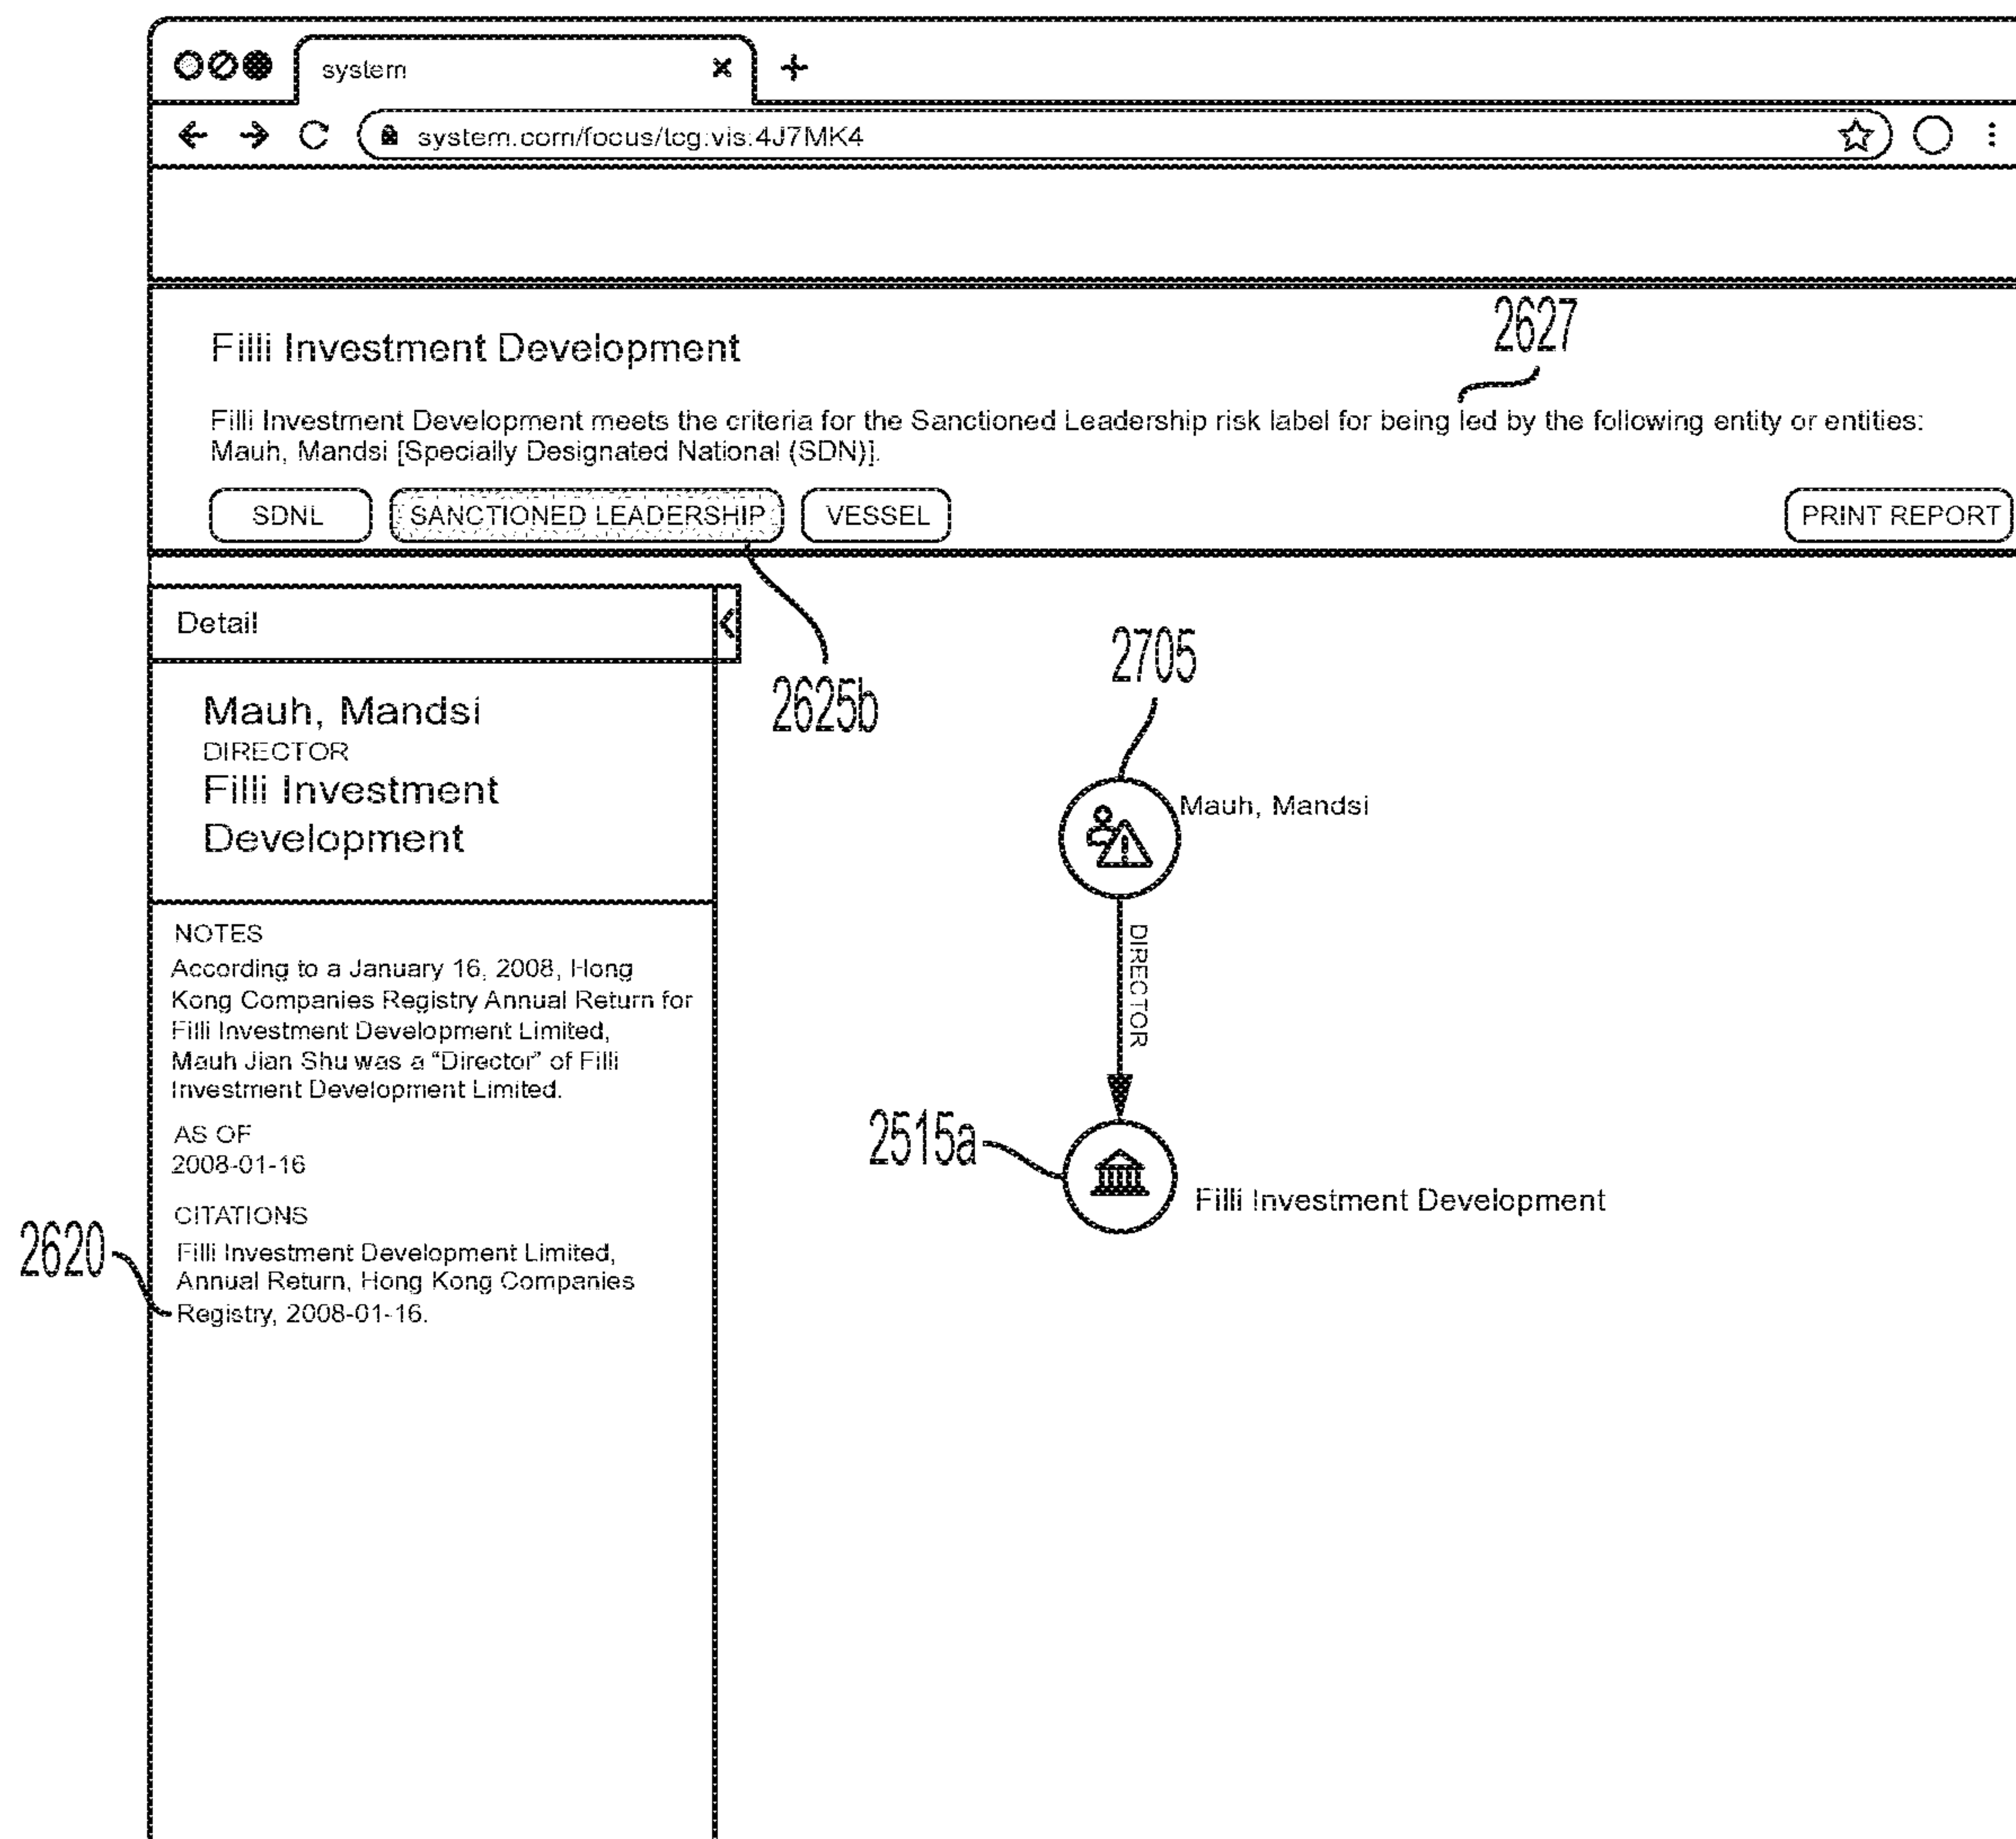 system
system.com/focus/tcg:vis:4J7MK4
2627
Filli Investment Development
Filli Investment Development meets the criteria for the Sanctioned Leadership risk label for being led by the following entity or entities:
Mauh, Mandsi [Specially Designated National (SDN)].
SDNL SANCTIONED LEADERSHIP VESSEL PRINT REPORT
Detail
2625b
Mauh, Mandsi
DIRECTOR
Filli Investment
Development
NOTES
According to a January 16, 2008, Hong
Kong Companies Registry Annual Return for
Filli Investment Development Limited,
Mauh Jian Shu was a “Director” of Filli
Investment Development Limited.
AS OF
2008-01-16
CITATIONS
Filli Investment Development Limited,
Annual Return, Hong Kong Companies
Registry, 2008-01-16.
2620
2705
Mauh, Mandsi
DIRECTOR
2515a
Filli Investment Development